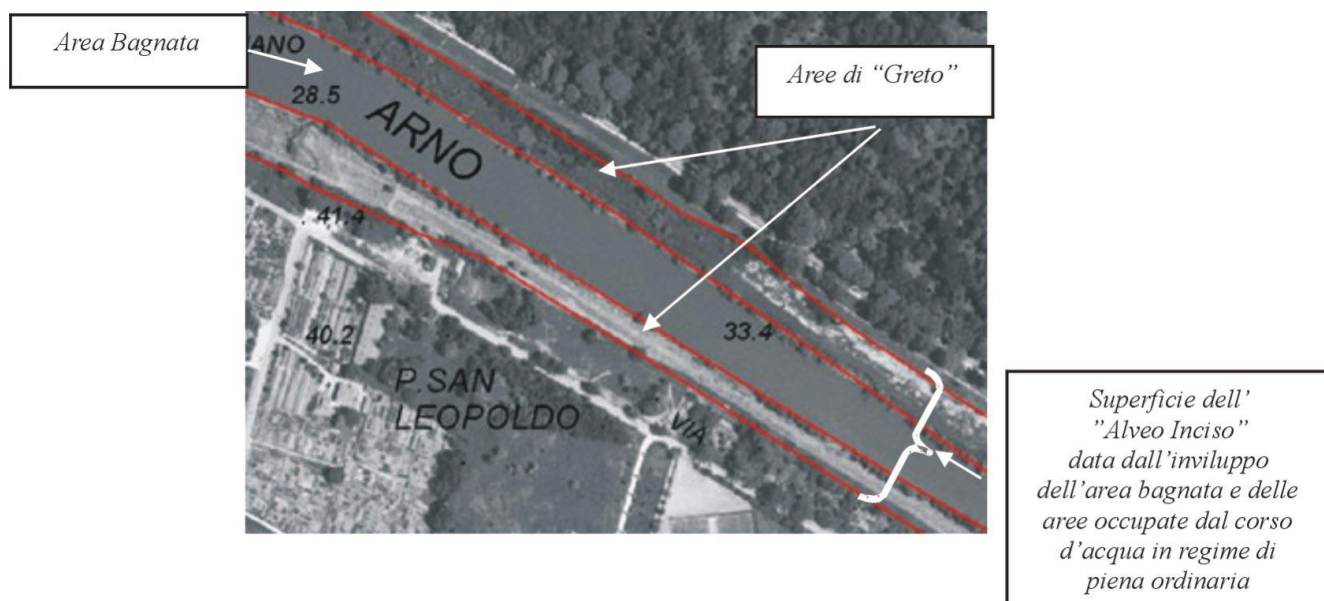 Area Bagnata
Aree di “Greto”
IANO
28.5
ARNO
41.4
33.4
40.2
P.SAN
LEOPOLDO
VIA
Superficie dell’
”Alveo Inciso”
data dall’inviluppo
dell’area bagnata e delle
aree occupate dal corso
d’acqua in regime di
piena ordinaria